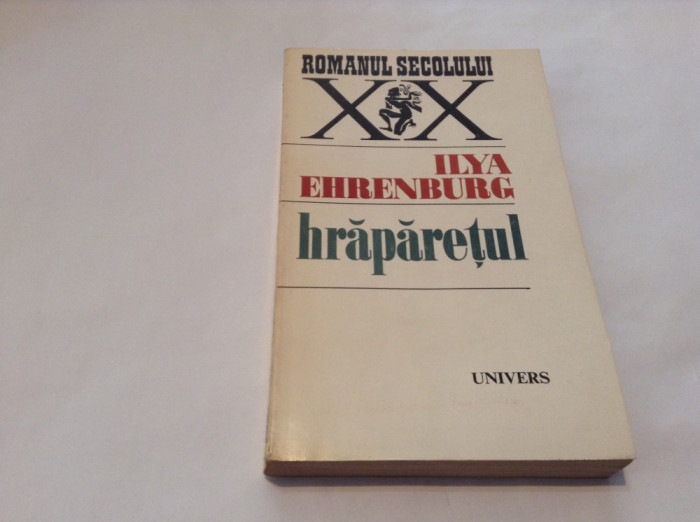 ROMANUL SECOLULUI
XX
ILYA
EHRENBURG
hrăpărețul
UNIVERS